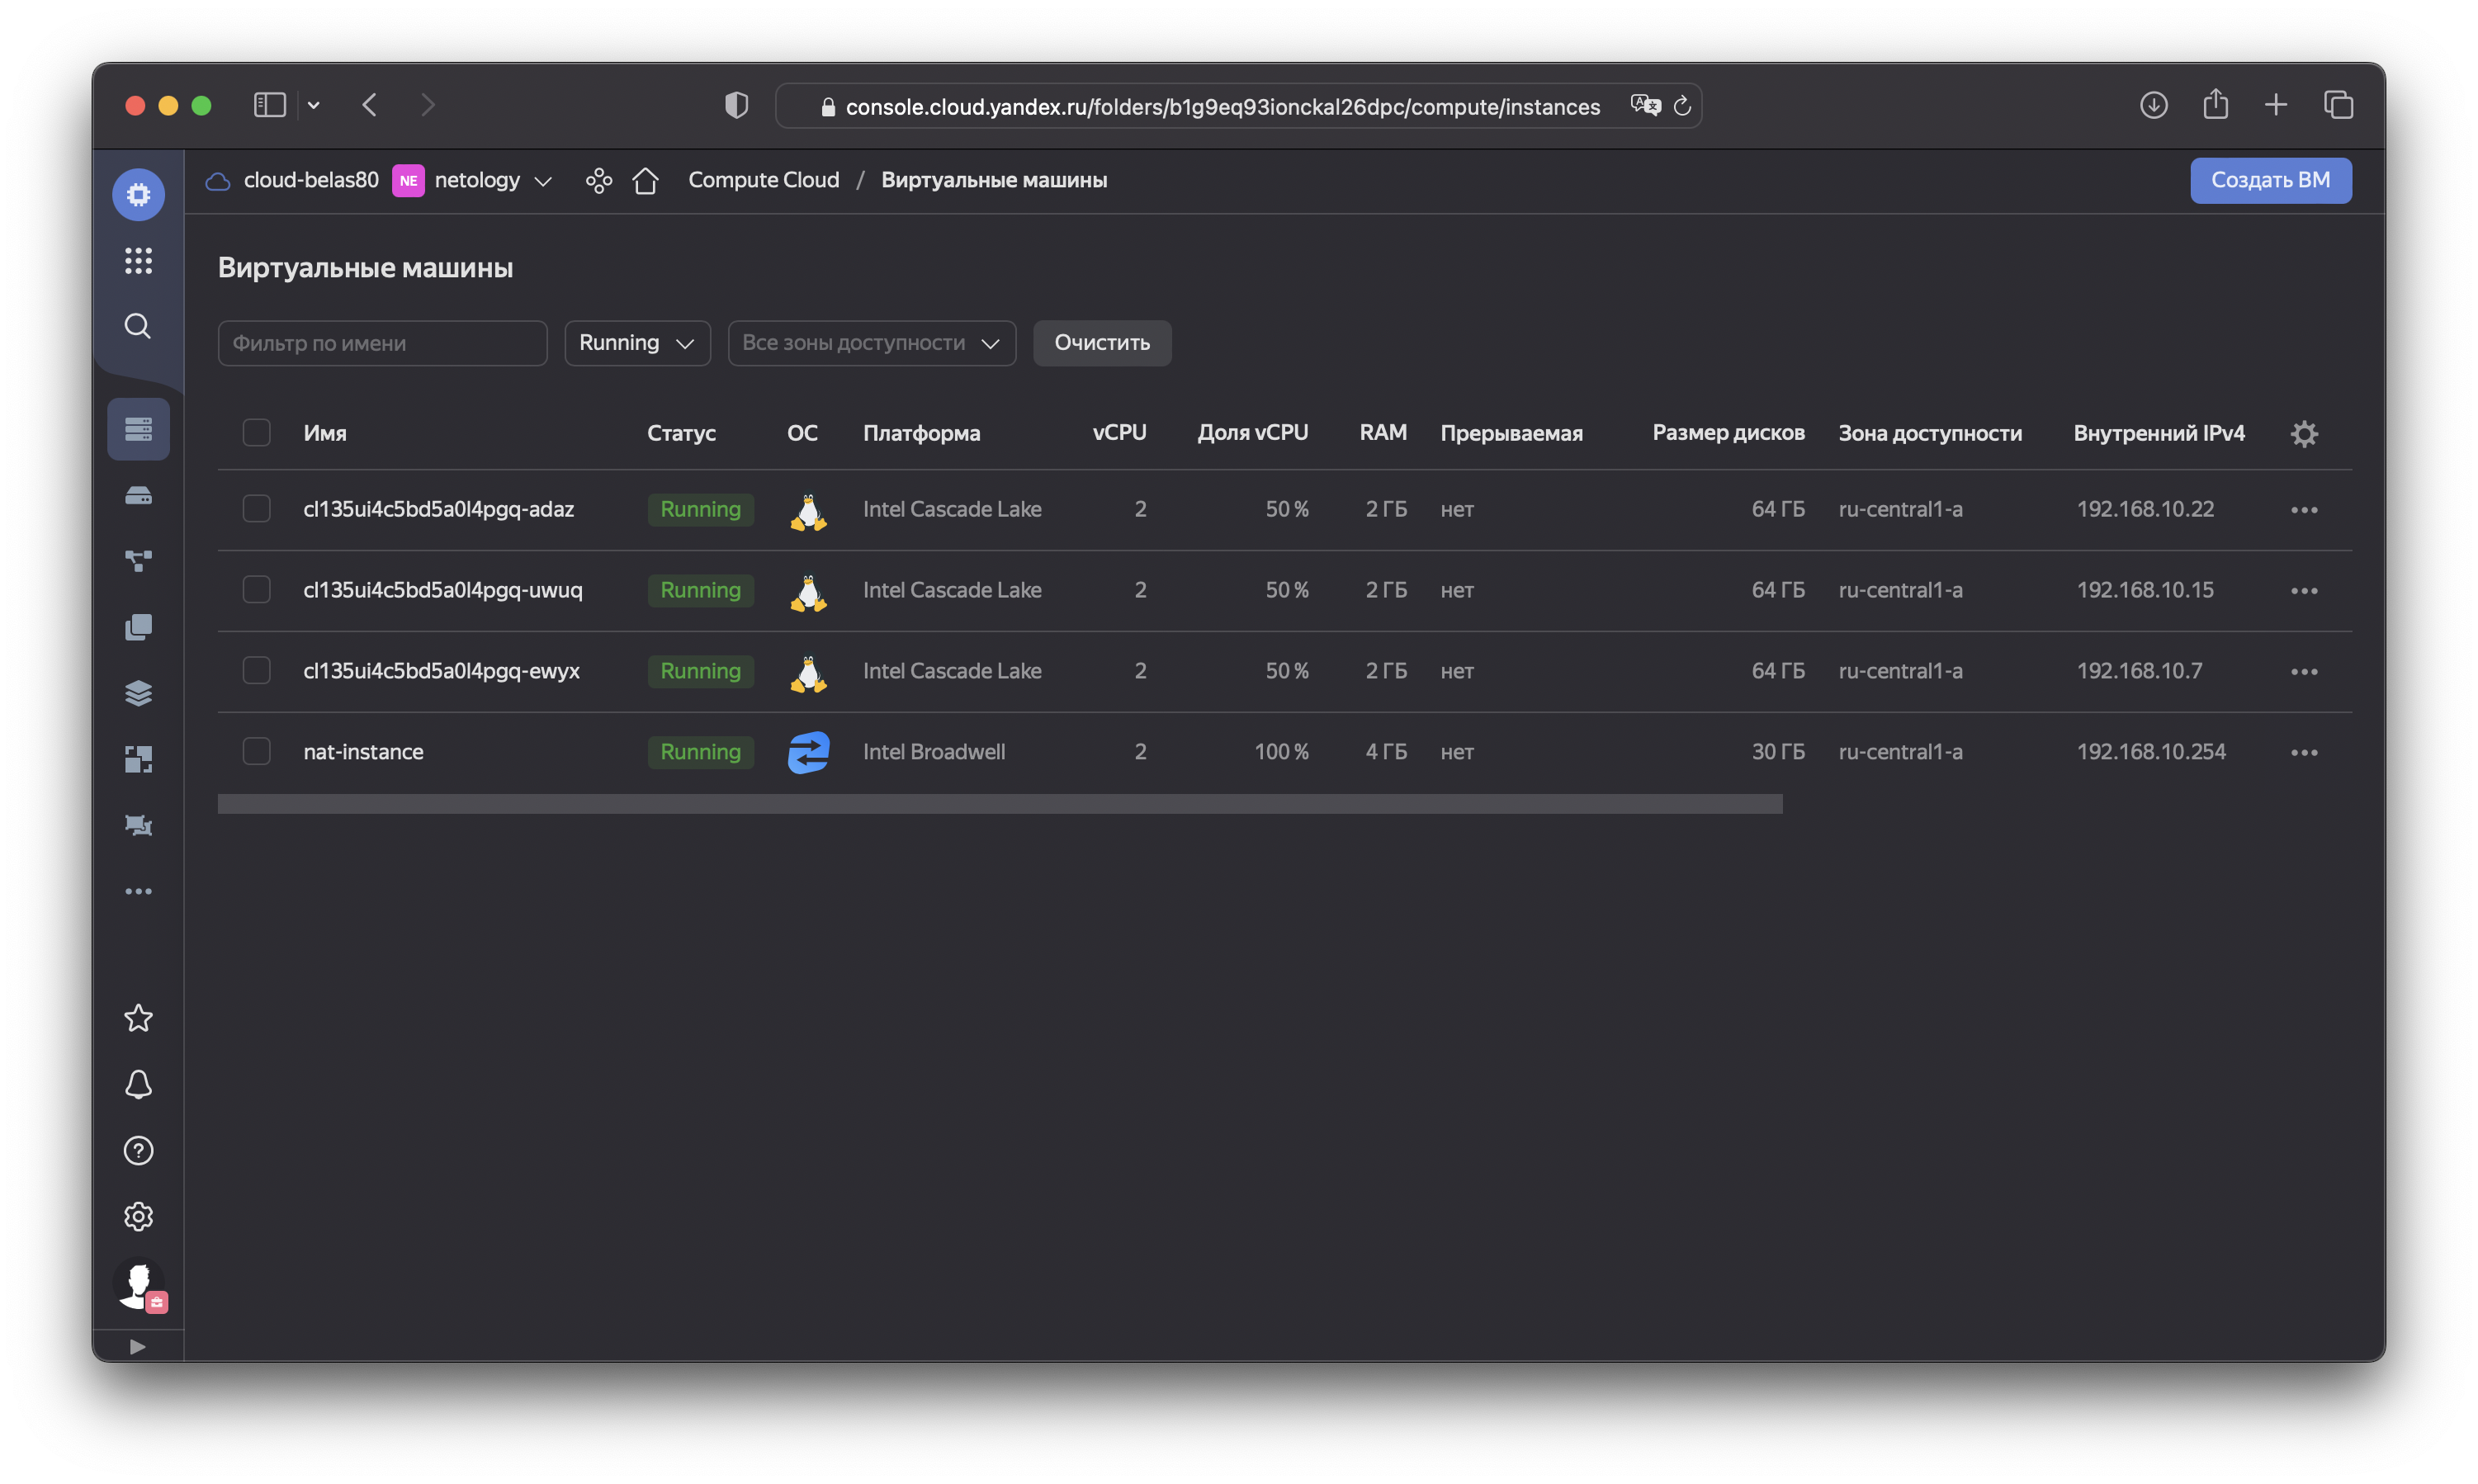 console.cloud.yandex.ru/folders/b1g9eq93ionckal26dpc/compute/instances
cloud-belas80 NE netology Compute Cloud / Виртуальные машины Создать ВМ
Виртуальные машины
Фильтр по имени Running Все зоны доступности Очистить
Имя Статус ОС Платформа vCPU Доля vCPU RAM Прерываемая Размер дисков Зона доступности Внутренний IPv4
cl135ui4c5bd5a0l4pgq-adaz Running Intel Cascade Lake 2 50 % 2 ГБ нет 64 ГБ ru-central1-a 192.168.10.22
cl135ui4c5bd5a0l4pgq-uwuq Running Intel Cascade Lake 2 50 % 2 ГБ нет 64 ГБ ru-central1-a 192.168.10.15
cl135ui4c5bd5a0l4pgq-ewyx Running Intel Cascade Lake 2 50 % 2 ГБ нет 64 ГБ ru-central1-a 192.168.10.7
nat-instance Running Intel Broadwell 2 100 % 4 ГБ нет 30 ГБ ru-central1-a 192.168.10.254